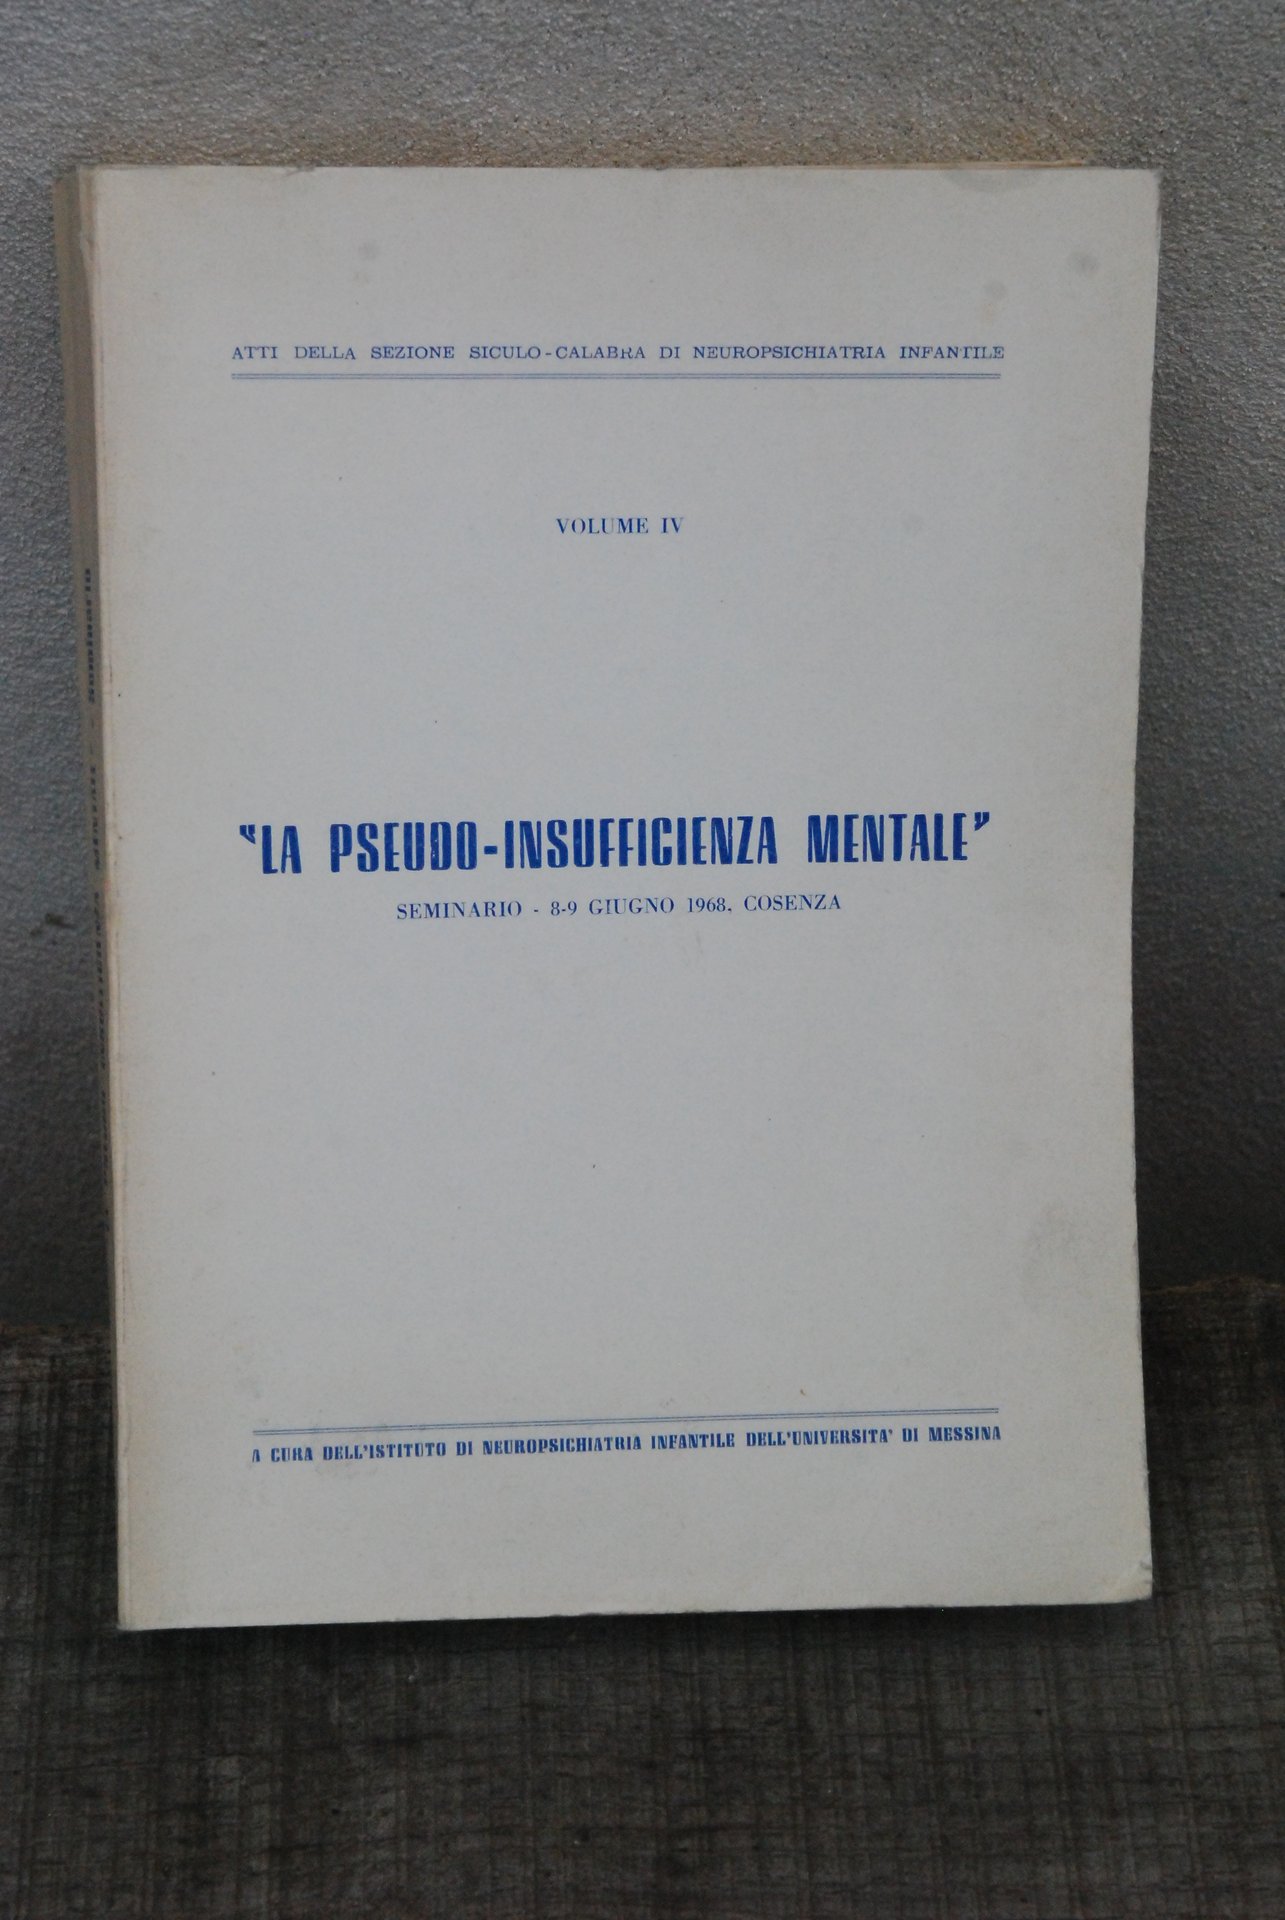 ATTI DELLA SEZIONE SICULO-CALABRA DI NEUROPSICHIATRIA INFANTILE
VOLUME IV
"LA PSEUDO-INSUFFICIENZA MENTALE"
SEMINARIO - 8-9 GIUGNO 1968, COSENZA
A CURA DELL'ISTITUTO DI NEUROPSICHIATRIA INFANTILE DELL'UNIVERSITA' DI MESSINA